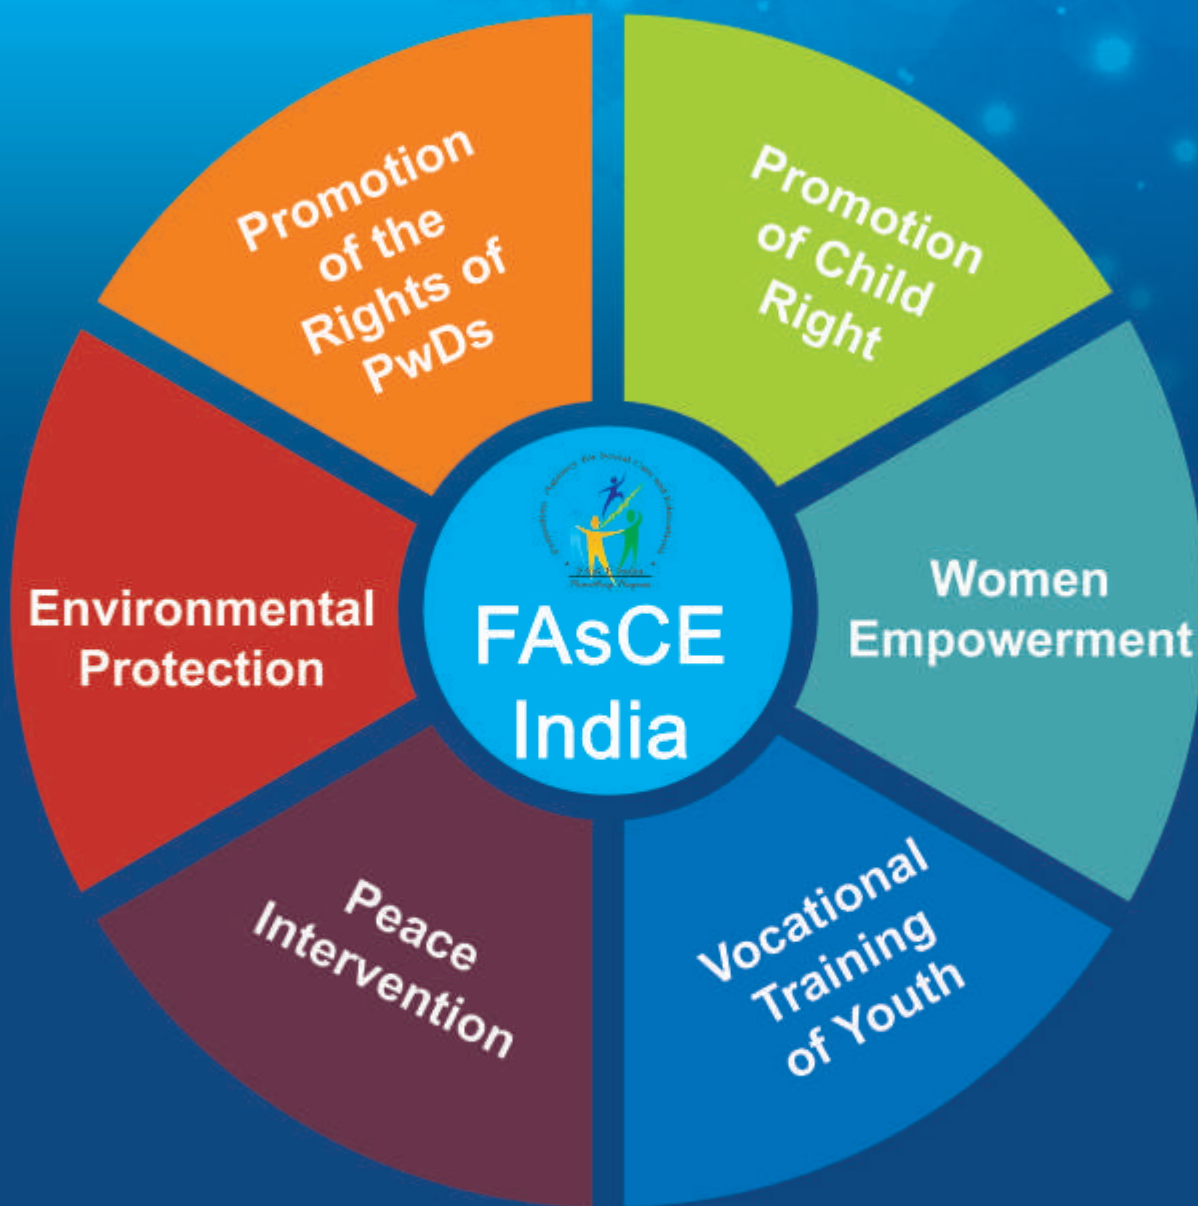 Promotion
of the
Rights of
PwDs
Promotion
of Child
Right
Women
Empowerment
Vocational
Training
of Youth
Peace
Intervention
Environmental
Protection
FAsCE
India